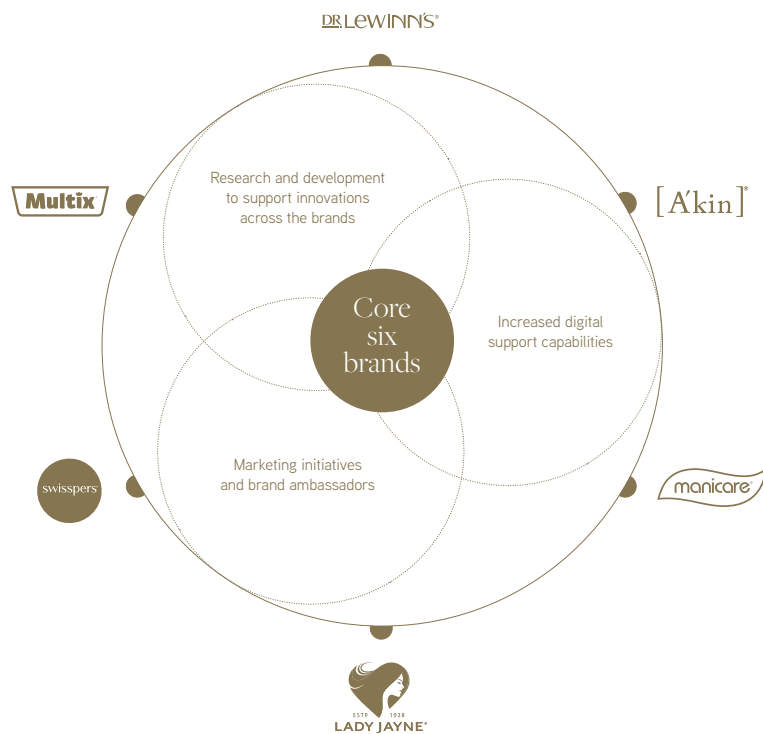 DR. LEWINN'S®
Research and development
to support innovations
across the brands
Multix
[A'kin]®
Core
six
brands
Increased digital
support capabilities
Marketing initiatives
and brand ambassadors
swisspers®
manicare®
ESTD 1928
LADY JAYNE®